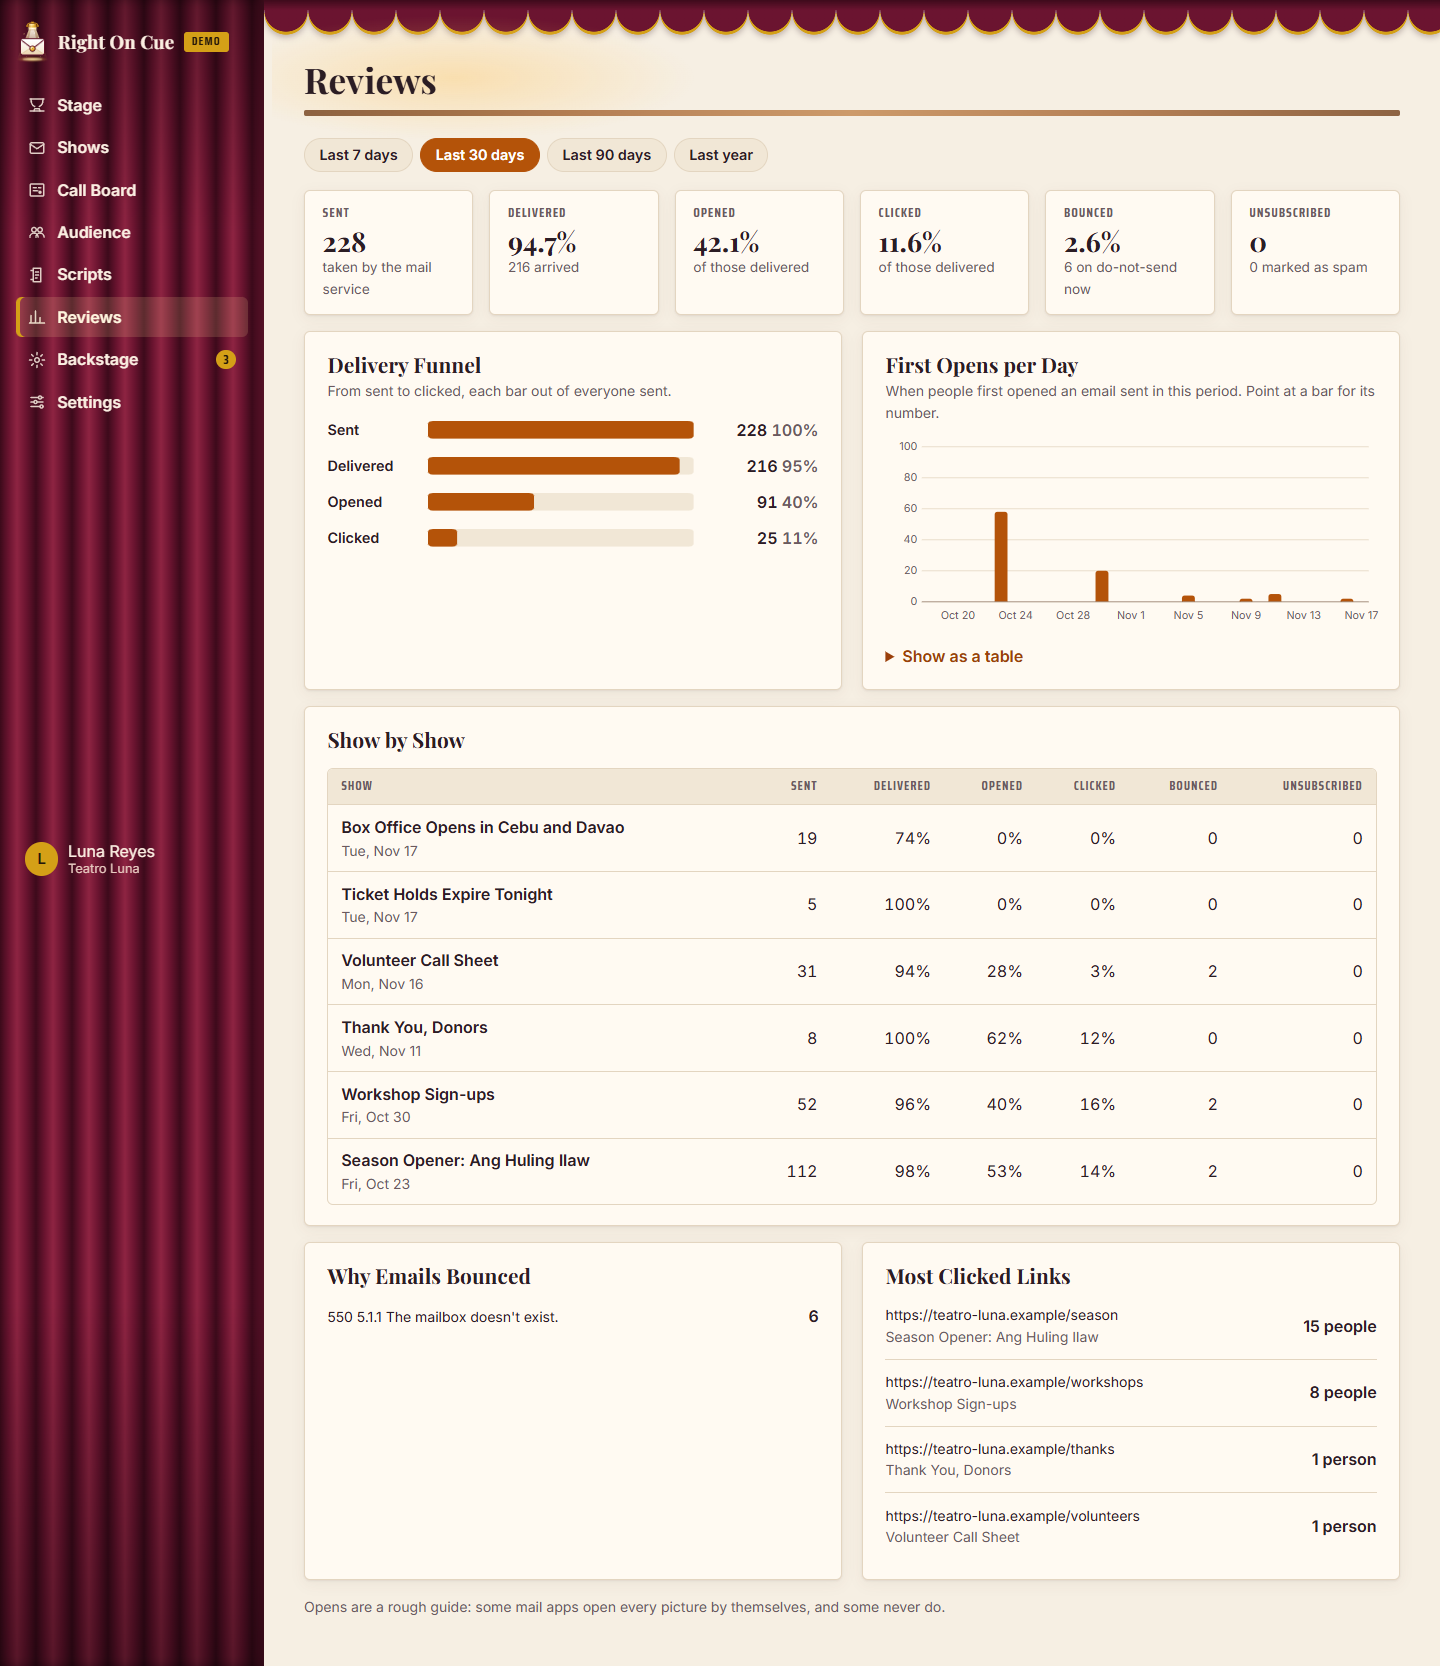 Right On Cue DEMO
Stage
Shows
Call Board
Audience
Scripts
Reviews
Backstage 3
Settings
L Luna Reyes
Teatro Luna
Reviews
Last 7 days Last 30 days Last 90 days Last year
SENT
228
taken by the mail
service
DELIVERED
94.7%
216 arrived
OPENED
42.1%
of those delivered
CLICKED
11.6%
of those delivered
BOUNCED
2.6%
6 on do-not-send
now
UNSUBSCRIBED
0
0 marked as spam
Delivery Funnel
From sent to clicked, each bar out of everyone sent.
Sent 228 100%
Delivered 216 95%
Opened 91 40%
Clicked 25 11%
First Opens per Day
When people first opened an email sent in this period. Point at a bar for its
number.
100
80
60
40
20
0
Oct 20 Oct 24 Oct 28 Nov 1 Nov 5 Nov 9 Nov 13 Nov 17
Show as a table
Show by Show
SHOW SENT DELIVERED OPENED CLICKED BOUNCED UNSUBSCRIBED
Box Office Opens in Cebu and Davao
Tue, Nov 17
19 74% 0% 0% 0 0
Ticket Holds Expire Tonight
Tue, Nov 17
5 100% 0% 0% 0 0
Volunteer Call Sheet
Mon, Nov 16
31 94% 28% 3% 2 0
Thank You, Donors
Wed, Nov 11
8 100% 62% 12% 0 0
Workshop Sign-ups
Fri, Oct 30
52 96% 40% 16% 2 0
Season Opener: Ang Huling Ilaw
Fri, Oct 23
112 98% 53% 14% 2 0
Why Emails Bounced
550 5.1.1 The mailbox doesn't exist. 6
Most Clicked Links
https://teatro-luna.example/season
Season Opener: Ang Huling Ilaw
15 people
https://teatro-luna.example/workshops
Workshop Sign-ups
8 people
https://teatro-luna.example/thanks
Thank You, Donors
1 person
https://teatro-luna.example/volunteers
Volunteer Call Sheet
1 person
Opens are a rough guide: some mail apps open every picture by themselves, and some never do.